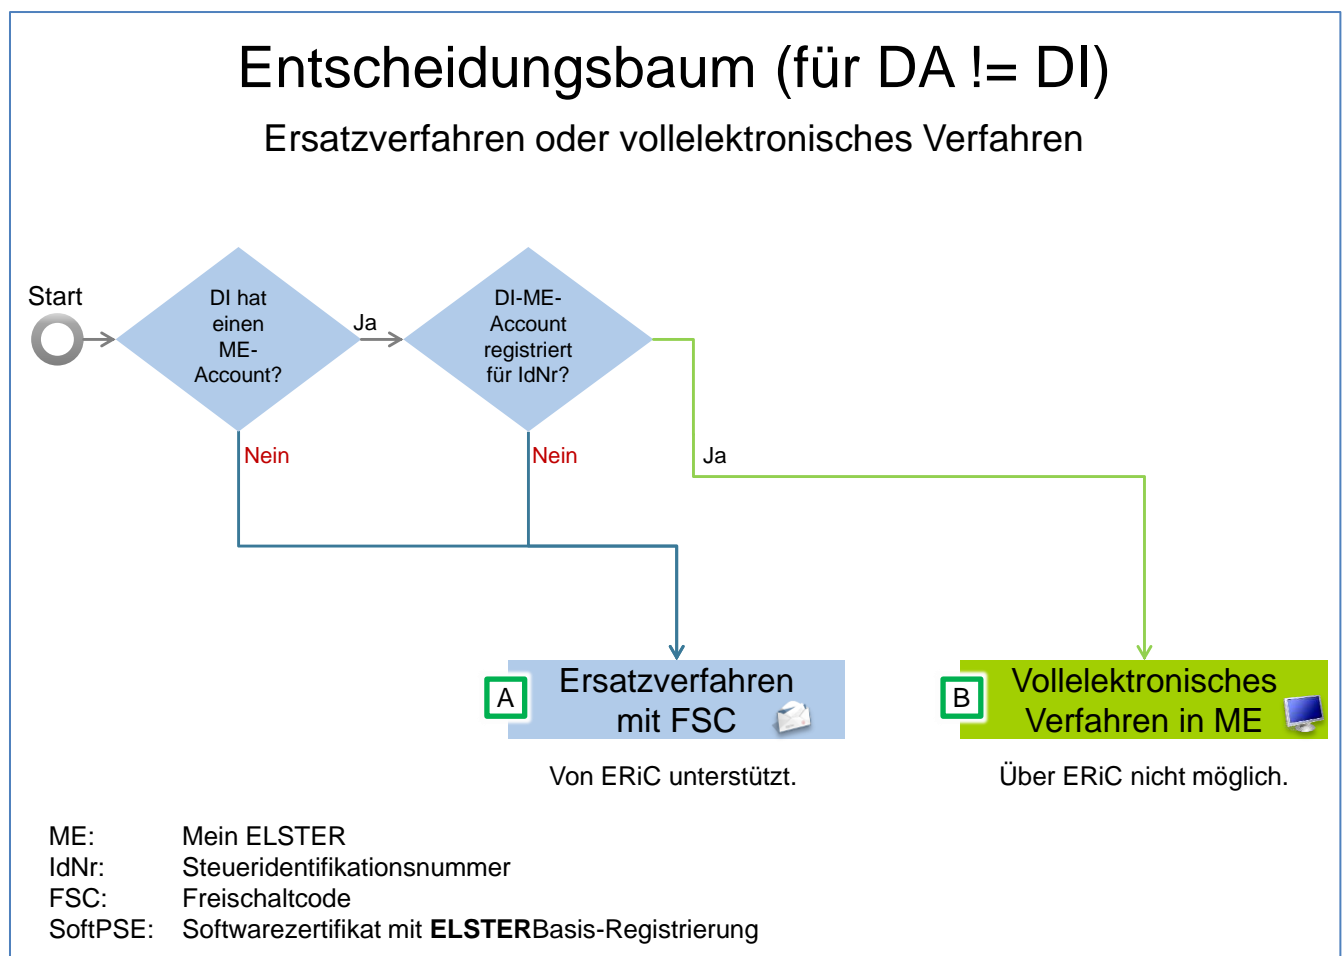 Entscheidungsbaum (für DA != DI)
Ersatzverfahren oder vollelektronisches Verfahren
Start
DI hat
einen
ME-
Account?
Ja
DI-ME-
Account
registriert
für IdNr?
Nein
Nein
Ja
A
Ersatzverfahren
mit FSC
B
Vollelektronisches
Verfahren in ME
Von ERiC unterstützt.
Über ERiC nicht möglich.
ME: Mein ELSTER
IdNr: Steueridentifikationsnummer
FSC: Freischaltcode
SoftPSE: Softwarezertifikat mit ELSTERBasis-Registrierung